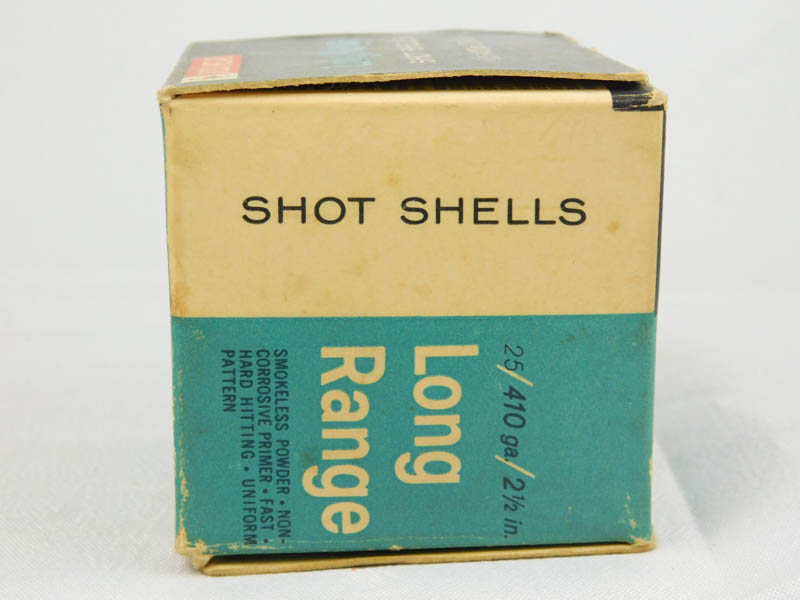 SHOT SHELLS
25/410 ga./2½ in.
Long
Range
SMOKELESS POWDER • NON-
CORROSIVE PRIMER • FAST •
HARD HITTING • UNIFORM
PATTERN